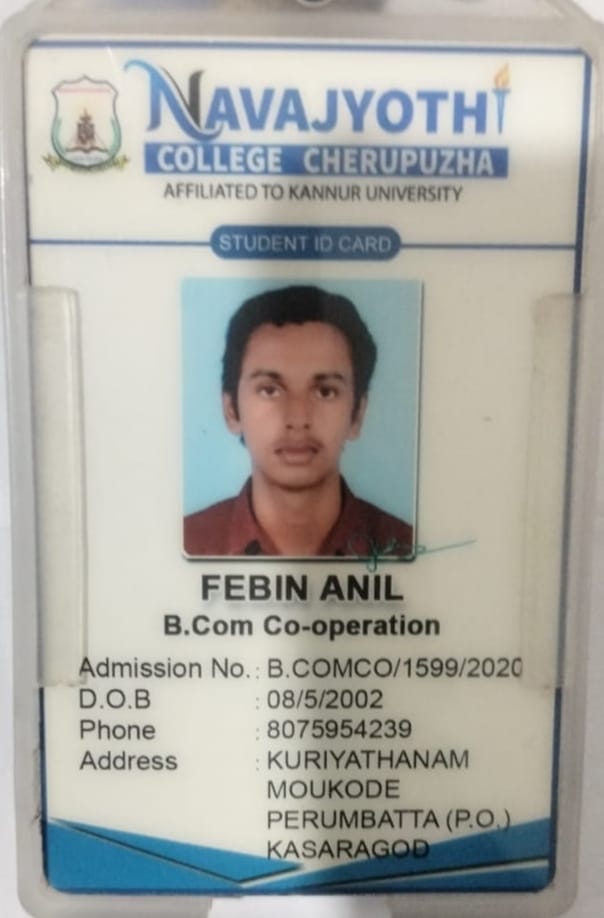 NAVAJYOTHI
COLLEGE CHERUPUZHA
AFFILIATED TO KANNUR UNIVERSITY
STUDENT ID CARD
FEBIN ANIL
B.Com Co-operation
Admission No. : B.COMCO/1599/2020
D.O.B : 08/5/2002
Phone : 8075954239
Address : KURIYATHANAM
MOUKODE
PERUMBATTA (P.O,)
KASARAGOD